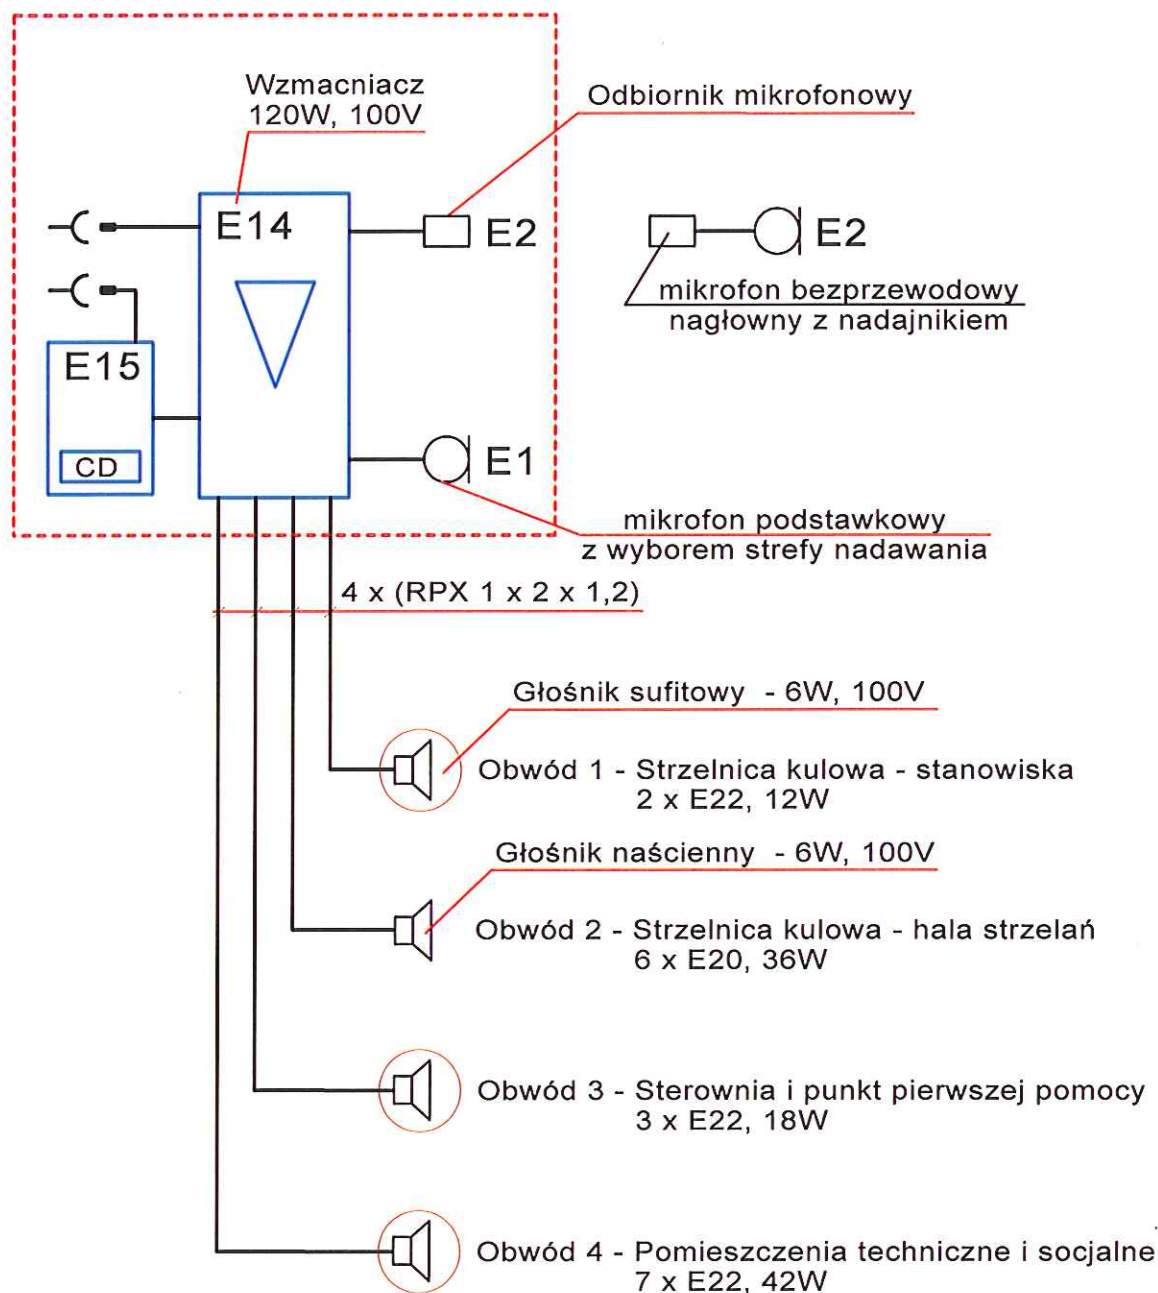 Wzmacniacz
120W, 100V
Odbiornik mikrofonowy
E14
E2
E2
mikrofon bezprzewodowy
nagłowny z nadajnikiem
E15
CD
E1
mikrofon podstawkowy
z wyborem strefy nadawania
4 x (RPX 1 x 2 x 1,2)
Głośnik sufitowy - 6W, 100V
Obwód 1 - Strzelnica kulowa - stanowiska
2 x E22, 12W
Głośnik naścienny - 6W, 100V
Obwód 2 - Strzelnica kulowa - hala strzelań
6 x E20, 36W
Obwód 3 - Sterownia i punkt pierwszej pomocy
3 x E22, 18W
Obwód 4 - Pomieszczenia techniczne i socjalne
7 x E22, 42W